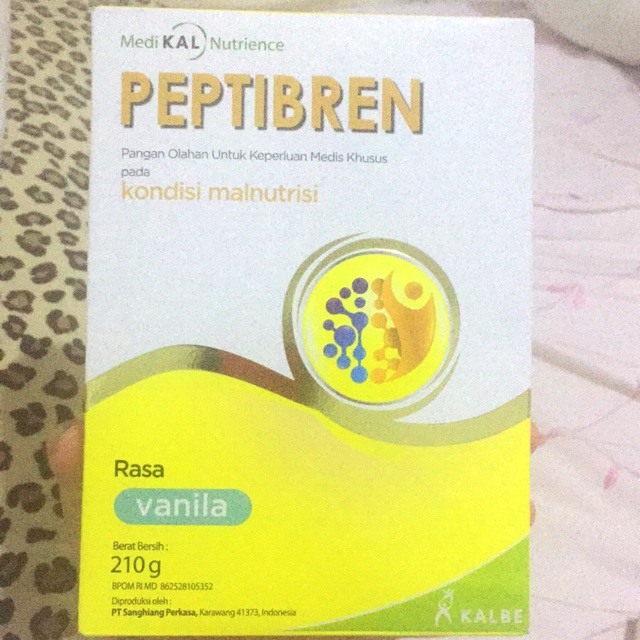 Medi KAL Nutrience
PEPTIBREN
Pangan Olahan Untuk Keperluan Medis Khusus
pada
kondisi malnutrisi
Rasa
vanila
Berat Bersih :
210 g
BPOM RI MD 862528105352
Diproduksi oleh :
PT Sanghiang Perkasa, Karawang 41373, Indonesia
KALBE